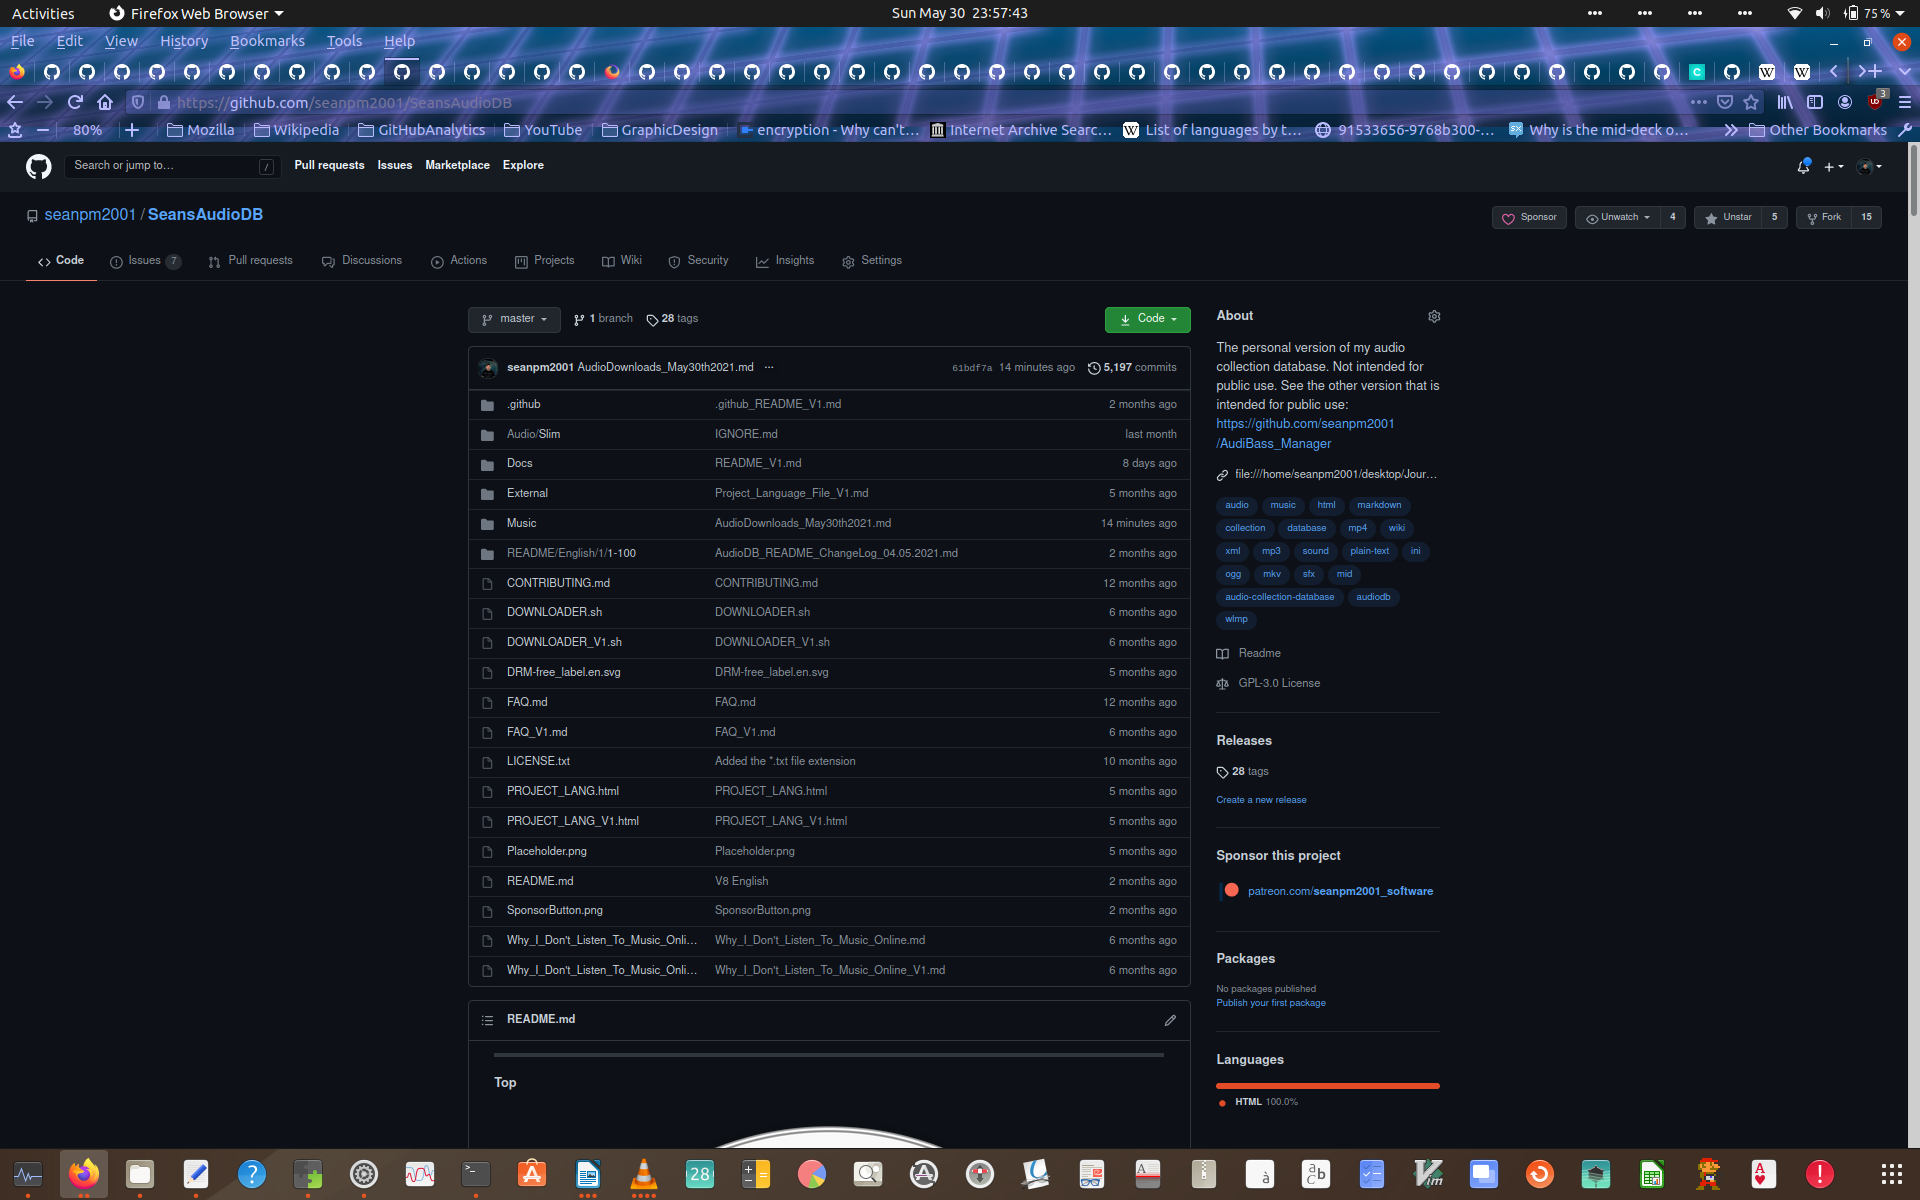 Activities
Firefox Web Browser
Sun May 30  23:57:43
75 %
File Edit View History Bookmarks Tools Help
https://github.com/seanpm2001/SeansAudioDB
3
80%
Mozilla
Wikipedia
GitHubAnalytics
YouTube
GraphicDesign
encryption - Why can't…
Internet Archive Searc…
List of languages by t…
91533656-9768b300-…
Why is the mid-deck o…
Other Bookmarks
Search or jump to…
/
Pull requests Issues Marketplace Explore
seanpm2001 / SeansAudioDB
Sponsor
Unwatch 4
Unstar 5
Fork 15
Code
Issues 7
Pull requests
Discussions
Actions
Projects
Wiki
Security
Insights
Settings
master
1 branch
28 tags
Code
seanpm2001 AudioDownloads_May30th2021.md ...
61bdf7a 14 minutes ago
5,197 commits
.github .github_README_V1.md 2 months ago
Audio/Slim IGNORE.md last month
Docs README_V1.md 8 days ago
External Project_Language_File_V1.md 5 months ago
Music AudioDownloads_May30th2021.md 14 minutes ago
README/English/1/1-100 AudioDB_README_ChangeLog_04.05.2021.md 2 months ago
CONTRIBUTING.md CONTRIBUTING.md 12 months ago
DOWNLOADER.sh DOWNLOADER.sh 6 months ago
DOWNLOADER_V1.sh DOWNLOADER_V1.sh 6 months ago
DRM-free_label.en.svg DRM-free_label.en.svg 5 months ago
FAQ.md FAQ.md 12 months ago
FAQ_V1.md FAQ_V1.md 6 months ago
LICENSE.txt Added the *.txt file extension 10 months ago
PROJECT_LANG.html PROJECT_LANG.html 5 months ago
PROJECT_LANG_V1.html PROJECT_LANG_V1.html 5 months ago
Placeholder.png Placeholder.png 5 months ago
README.md V8 English 2 months ago
SponsorButton.png SponsorButton.png 2 months ago
Why_I_Don't_Listen_To_Music_Onli… Why_I_Don't_Listen_To_Music_Online.md 6 months ago
Why_I_Don't_Listen_To_Music_Onli… Why_I_Don't_Listen_To_Music_Online_V1.md 6 months ago
README.md
Top
About
The personal version of my audio
collection database. Not intended for
public use. See the other version that is
intended for public use:
https://github.com/seanpm2001
/AudiBass_Manager
file:///home/seanpm2001/desktop/Jour…
audio music html markdown
collection database mp4 wiki
xml mp3 sound plain-text ini
ogg mkv sfx mid
audio-collection-database audiodb
wlmp
Readme
GPL-3.0 License
Releases
28 tags
Create a new release
Sponsor this project
patreon.com/seanpm2001_software
Packages
No packages published
Publish your first package
Languages
HTML 100.0%
28